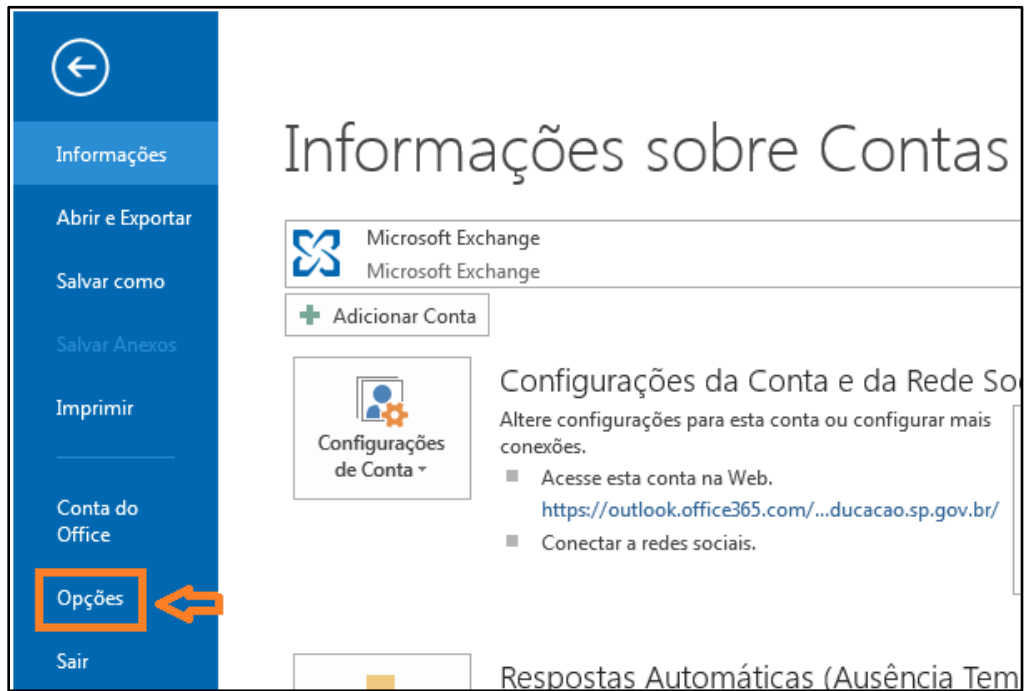 Informações
Abrir e Exportar
Salvar como
Salvar Anexos
Imprimir
Conta do
Office
Opções
Sair
Informações sobre Contas
Microsoft Exchange
Microsoft Exchange
Adicionar Conta
Configurações
de Conta
Configurações da Conta e da Rede So
Altere configurações para esta conta ou configurar mais
conexões.
Acesse esta conta na Web.
https://outlook.office365.com/...ducacao.sp.gov.br/
Conectar a redes sociais.
Respostas Automáticas (Ausência Tem